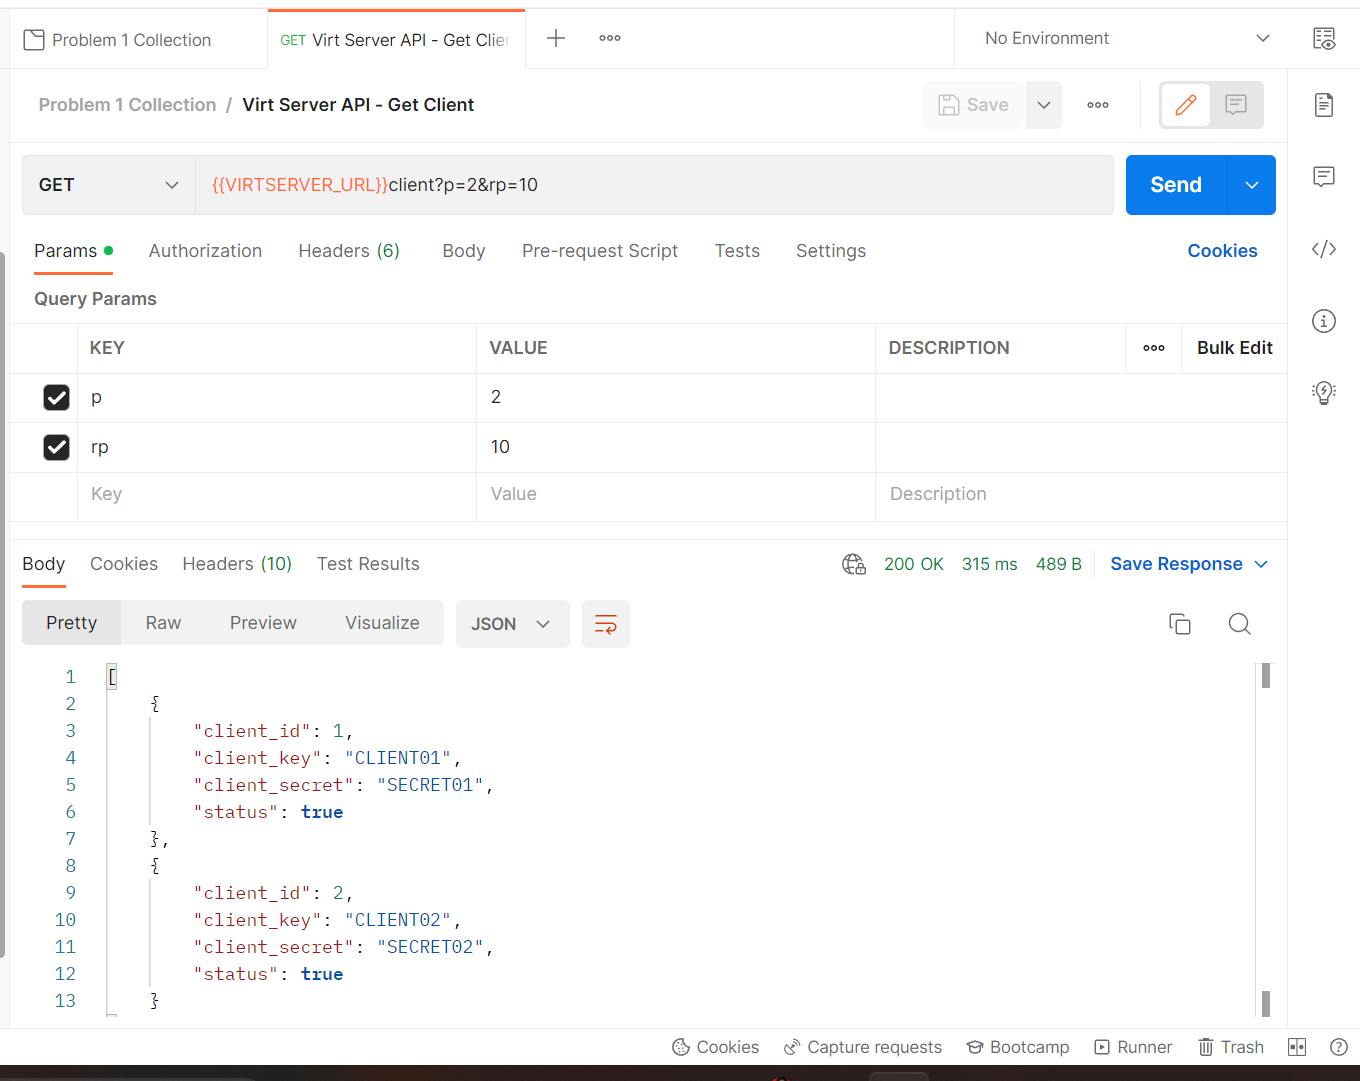 Problem 1 Collection
GET Virt Server API - Get Clier
No Environment
Problem 1 Collection / Virt Server API - Get Client
Save
GET {{VIRTSERVER_URL}}client?p=2&rp=10
Send
Params Authorization Headers (6) Body Pre-request Script Tests Settings Cookies
Query Params
KEY VALUE DESCRIPTION Bulk Edit
p 2
rp 10
Key Value Description
Body Cookies Headers (10) Test Results 200 OK 315 ms 489 B Save Response
Pretty Raw Preview Visualize JSON
1 [
2 {
3 "client_id": 1,
4 "client_key": "CLIENT01",
5 "client_secret": "SECRET01",
6 "status": true
7 },
8 {
9 "client_id": 2,
10 "client_key": "CLIENT02",
11 "client_secret": "SECRET02",
12 "status": true
13 }
Cookies Capture requests Bootcamp Runner Trash